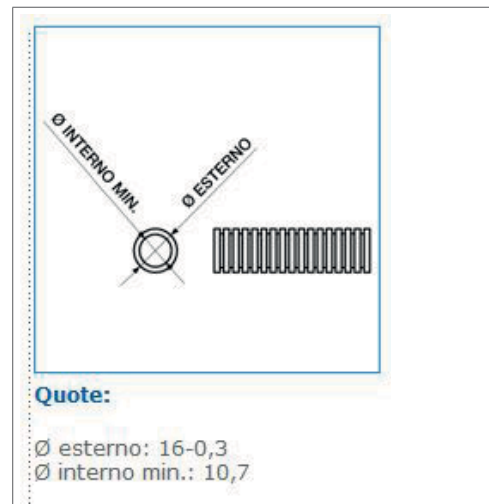 Ø INTERNO MIN.
Ø ESTERNO
Quote:
Ø esterno: 16-0,3
Ø interno min.: 10,7